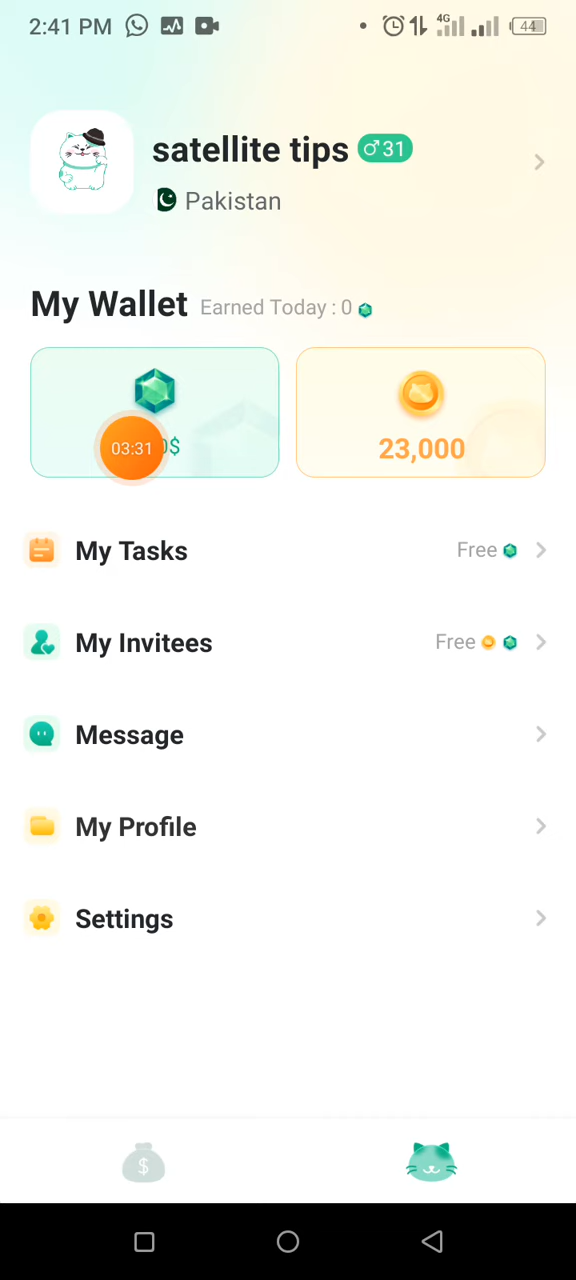 2:41 PM 4G 44
satellite tips ♂31
Pakistan
My Wallet Earned Today : 0
03:31 $ 23,000
My Tasks Free
My Invitees Free
Message
My Profile
Settings
$